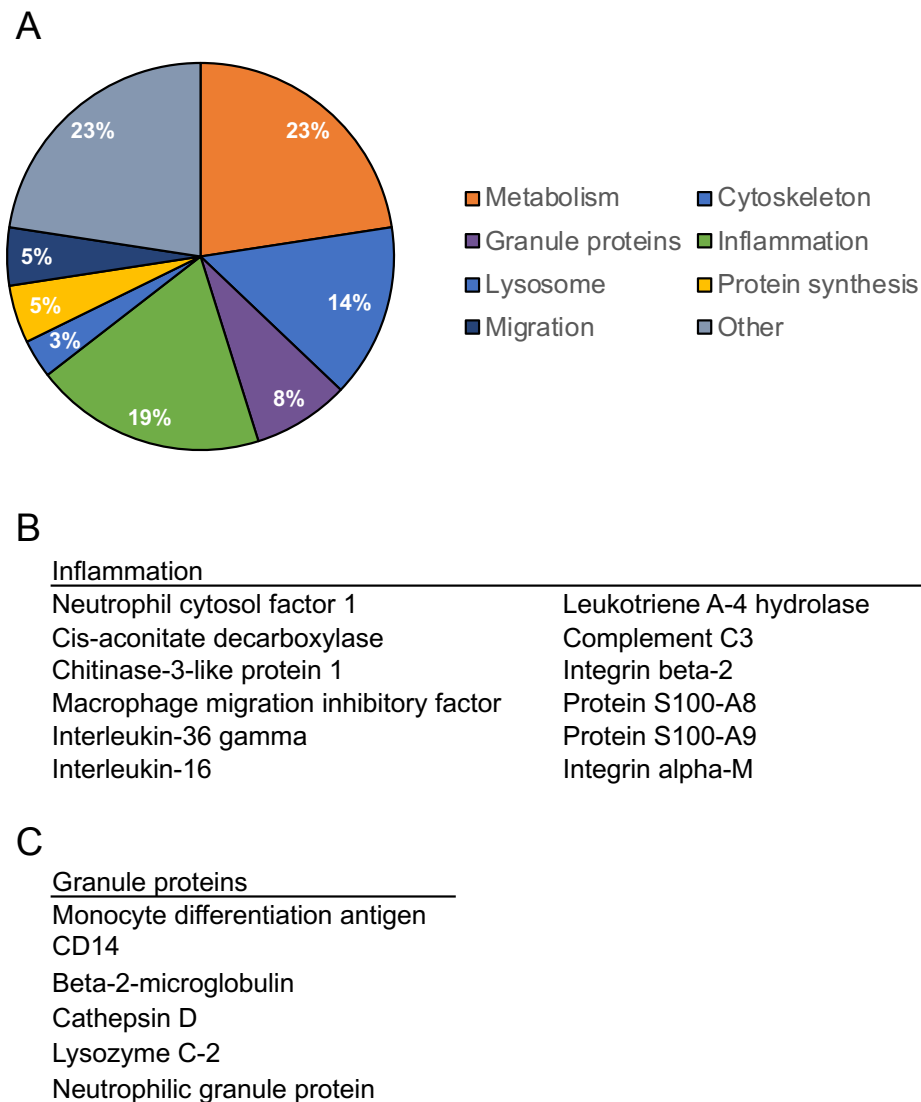 A
23%
23%
14%
8%
19%
3%
5%
5%
Metabolism Cytoskeleton
Granule proteins Inflammation
Lysosome Protein synthesis
Migration Other
B
Inflammation
Neutrophil cytosol factor 1 Leukotriene A-4 hydrolase
Cis-aconitate decarboxylase Complement C3
Chitinase-3-like protein 1 Integrin beta-2
Macrophage migration inhibitory factor Protein S100-A8
Interleukin-36 gamma Protein S100-A9
Interleukin-16 Integrin alpha-M
C
Granule proteins
Monocyte differentiation antigen
CD14
Beta-2-microglobulin
Cathepsin D
Lysozyme C-2
Neutrophilic granule protein